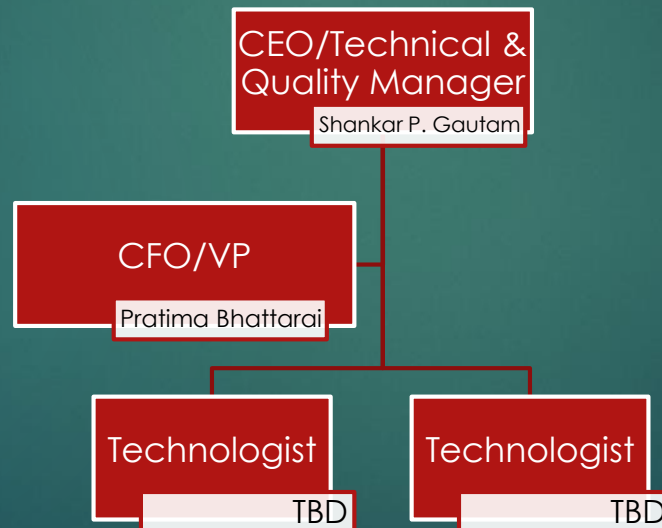 CEO/Technical &
Quality Manager
Shankar P. Gautam
CFO/VP
Pratima Bhattarai
Technologist
TBD
Technologist
TBD